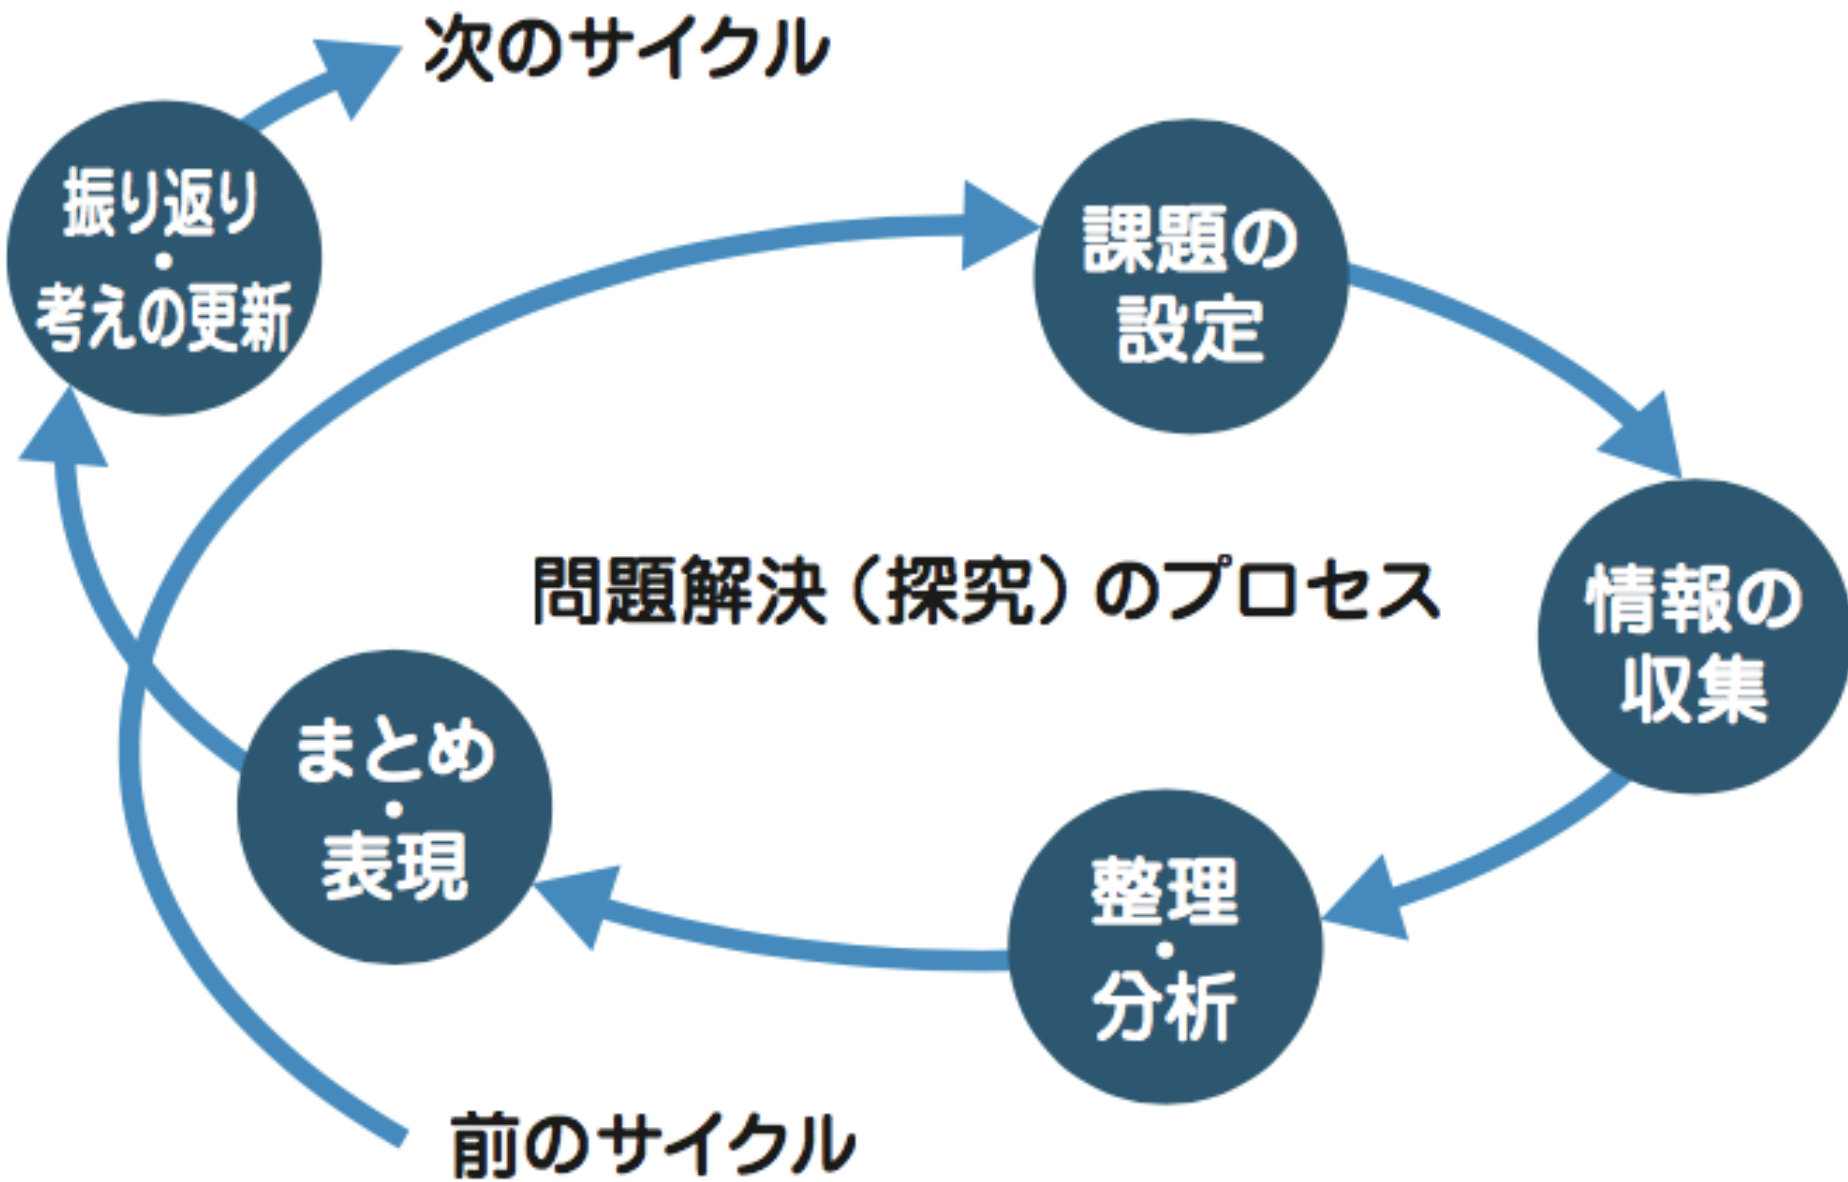 次のサイクル
振り返り
・
考えの更新
課題の
設定
問題解決（探究）のプロセス
情報の
収集
まとめ
・
表現
整理
・
分析
前のサイクル